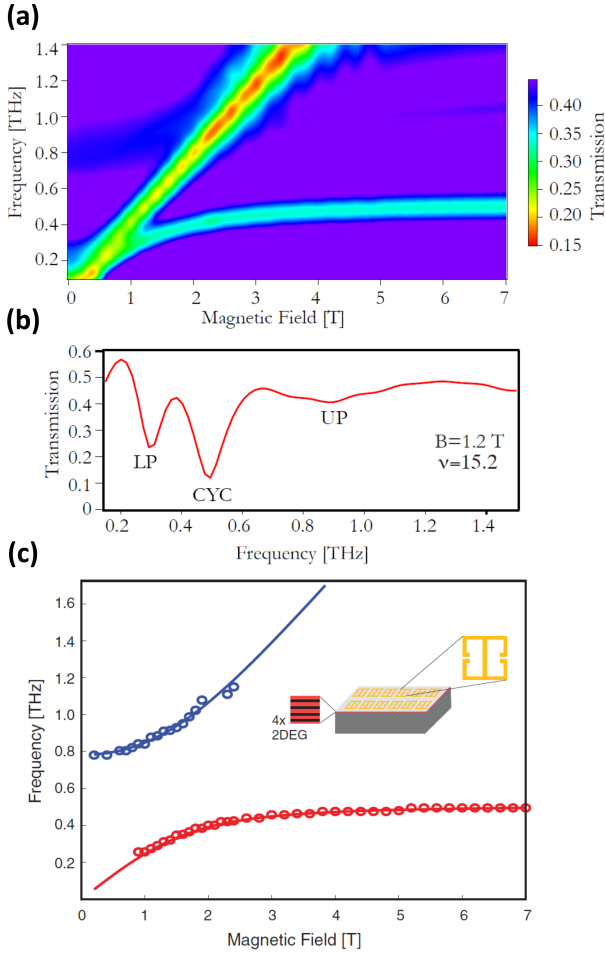 (a)
Frequency [THz]
1.4
1.2
1.0
0.8
0.6
0.4
0.2
0 1 2 3 4 5 6 7
Magnetic Field [T]
0.40
0.35
0.30
0.25
0.20
0.15
Transmission
(b)
Transmission
0.6
0.5
0.4
0.3
0.2
0.1
0
LP
CYC
UP
B=1.2 T
ν=15.2
0.2 0.4 0.6 0.8 1.0 1.2 1.4
Frequency [THz]
(c)
Frequency [THz]
1.6
1.4
1.2
1.0
0.8
0.6
0.4
0.2
4x
2DEG
0 1 2 3 4 5 6 7
Magnetic Field [T]